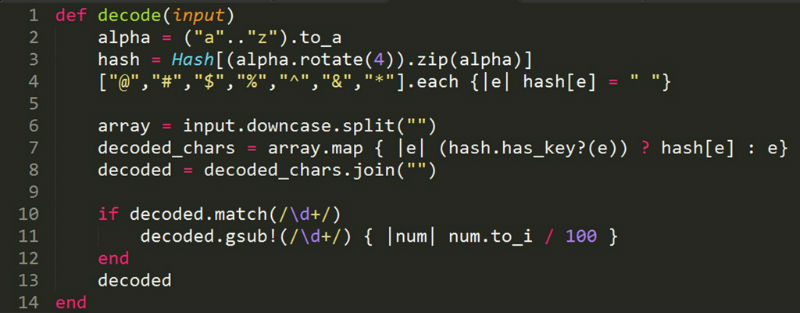 1 def decode(input)
2     alpha = ("a".."z").to_a
3     hash = Hash[(alpha.rotate(4)).zip(alpha)]
4     ["@","#","$","%","^","&","*"].each {|e| hash[e] = " "}
5
6     array = input.downcase.split("")
7     decoded_chars = array.map { |e| (hash.has_key?(e)) ? hash[e] : e}
8     decoded = decoded_chars.join("")
9
10     if decoded.match(/\d+/)
11         decoded.gsub!(/\d+/) { |num| num.to_i / 100 }
12     end
13     decoded
14 end